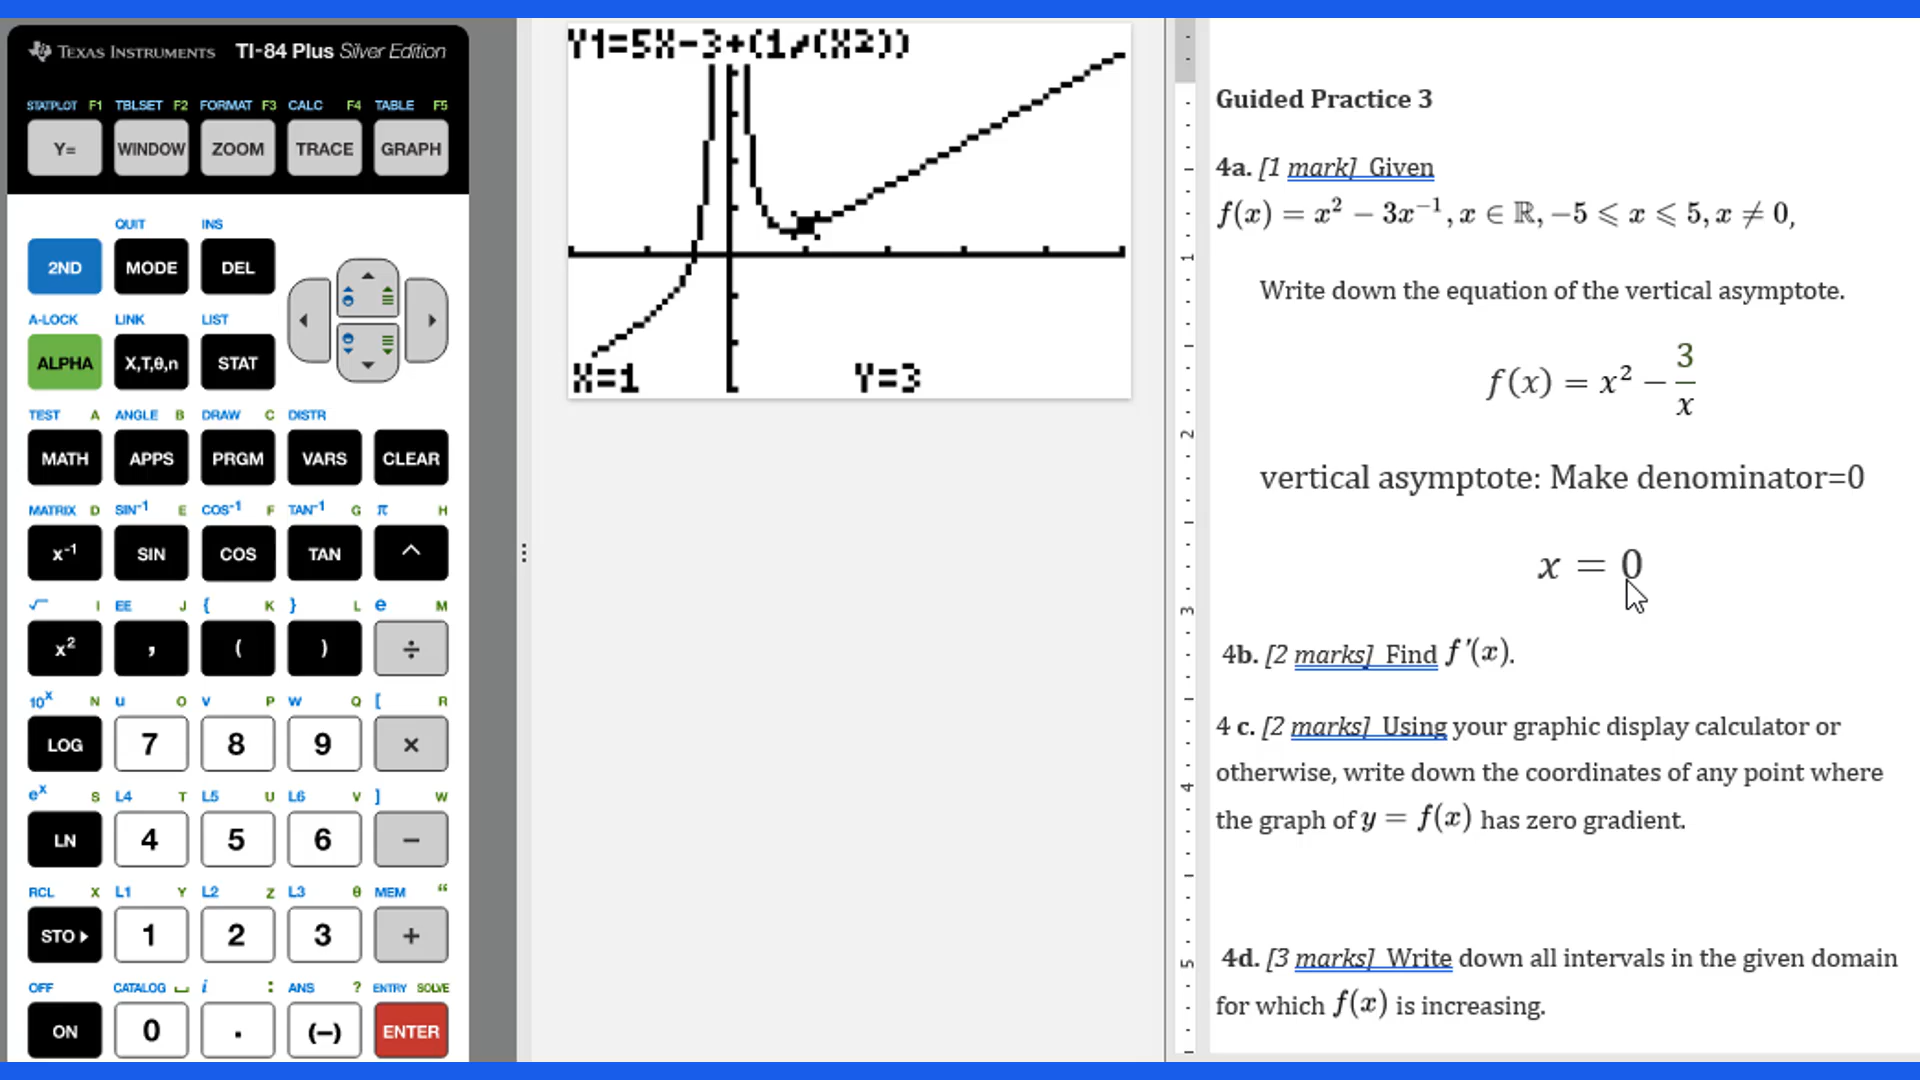 TEXAS INSTRUMENTS TI-84 Plus Silver Edition
STATPLOT F1 TBLSET F2 FORMAT F3 CALC F4 TABLE F5
Y= WINDOW ZOOM TRACE GRAPH
QUIT INS
2ND MODE DEL
A-LOCK LINK LIST
ALPHA X,T,θ,n STAT
TEST A ANGLE B DRAW C DISTR
MATH APPS PRGM VARS CLEAR
MATRIX D SIN⁻¹ E COS⁻¹ F TAN⁻¹ G π H
x⁻¹ SIN COS TAN ^
√ I EE J { K } L e M
x² , ( ) ÷
10ˣ N u O v P w Q [ R
LOG 7 8 9 ×
eˣ S L4 T L5 U L6 V ] W
LN 4 5 6 −
RCL X L1 Y L2 Z L3 θ MEM “
STO▸ 1 2 3 +
OFF CATALOG ⎵ i : ANS ? ENTRY SOLVE
ON 0 . (−) ENTER
Y1=5X-3+(1/(X²))
X=1 Y=3
1
2
3
4
5
Guided Practice 3
4a. [1 mark] Given
f(x) = x² − 3x⁻¹, x ∈ ℝ, −5 ⩽ x ⩽ 5, x ≠ 0,
Write down the equation of the vertical asymptote.
f(x) = x² − 3/x
vertical asymptote: Make denominator=0
x = 0
4b. [2 marks] Find f′(x).
4 c. [2 marks] Using your graphic display calculator or
otherwise, write down the coordinates of any point where
the graph of y = f(x) has zero gradient.
4d. [3 marks] Write down all intervals in the given domain
for which f(x) is increasing.